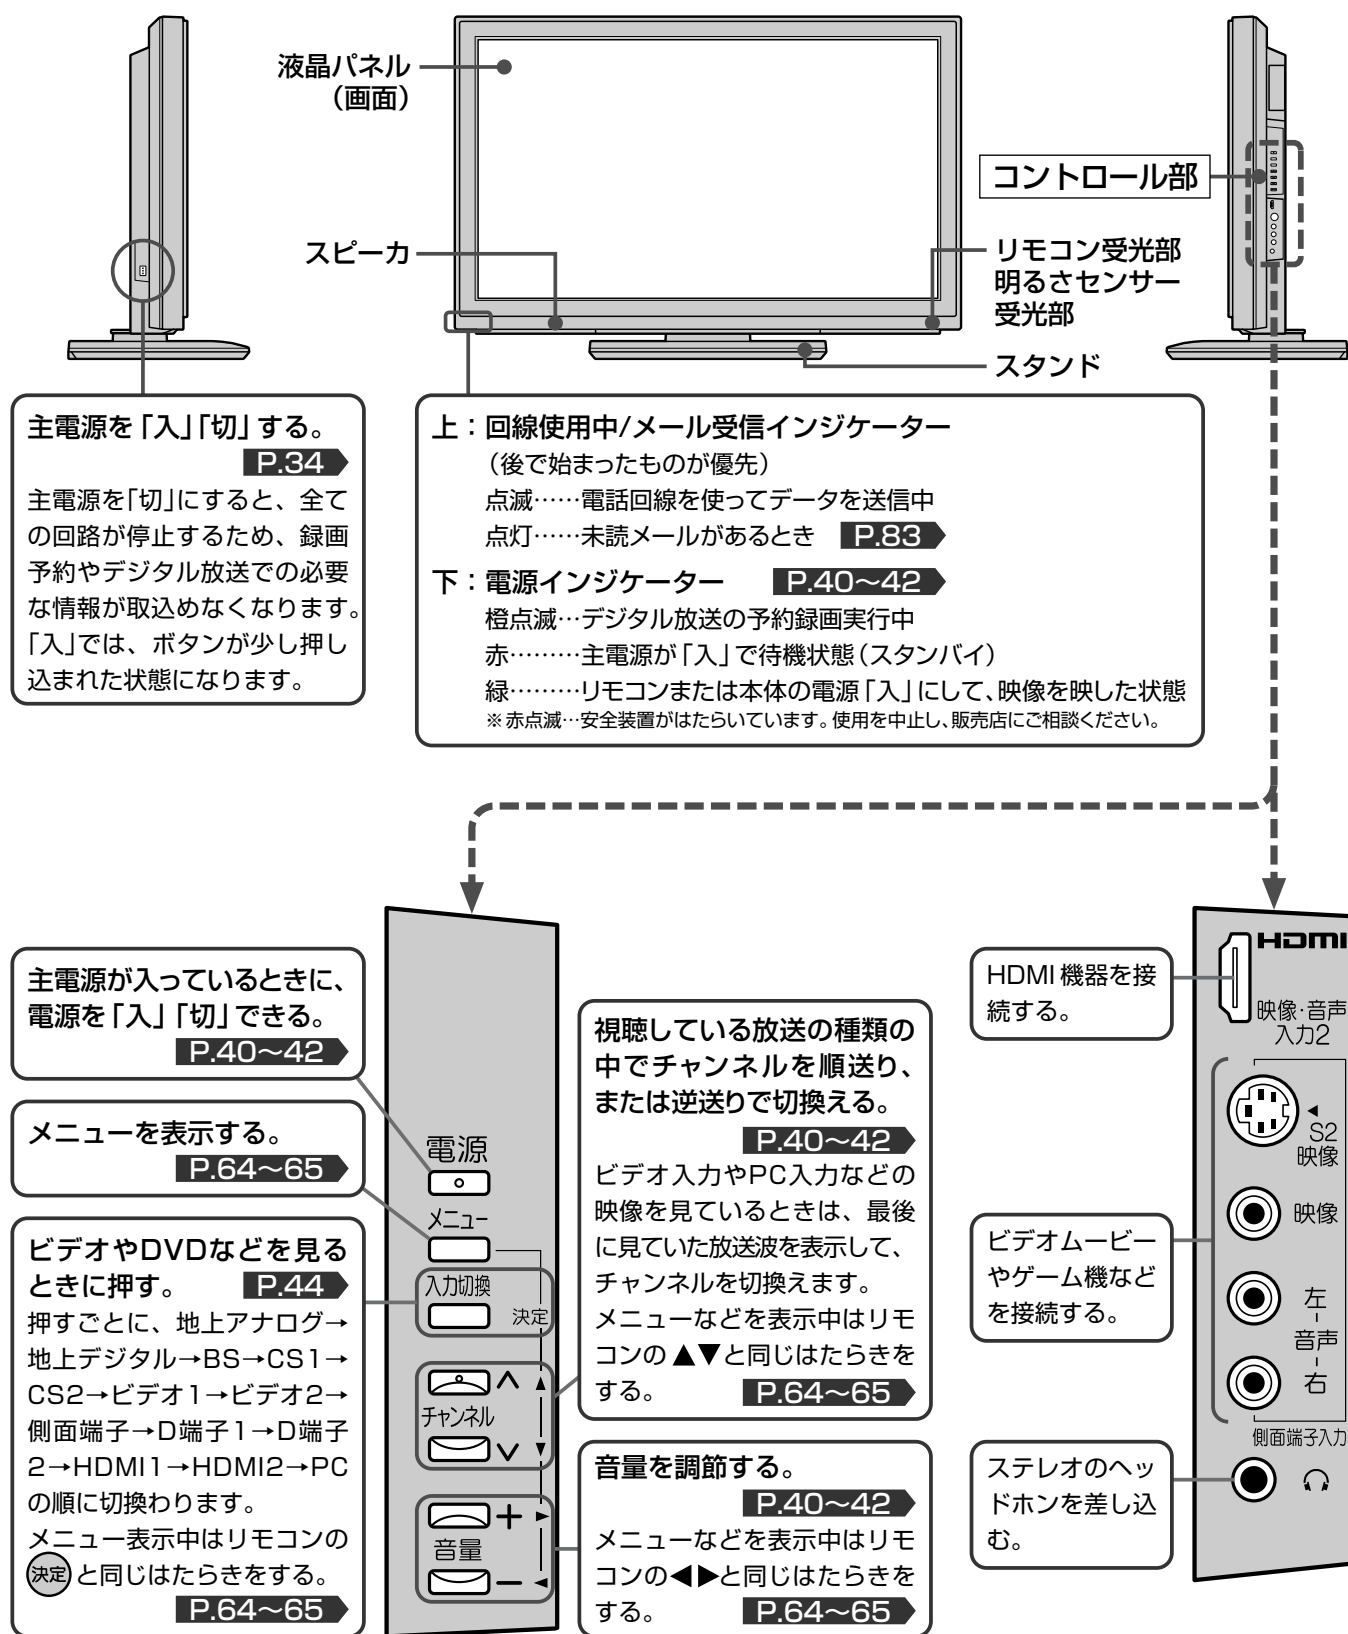 液晶パネル
（画面）
コントロール部
スピーカ
リモコン受光部
明るさセンサー
受光部
スタンド
主電源を「入」「切」する。
P.34
主電源を「切」にすると、全て
の回路が停止するため、録画
予約やデジタル放送での必要
な情報が取込めなくなります。
「入」では、ボタンが少し押し
込まれた状態になります。
上：回線使用中/メール受信インジケーター
（後で始まったものが優先）
点滅……電話回線を使ってデータを送信中
点灯……未読メールがあるとき P.83
下：電源インジケーター P.40～42
橙点滅…デジタル放送の予約録画実行中
赤………主電源が「入」で待機状態（スタンバイ）
緑………リモコンまたは本体の電源「入」にして、映像を映した状態
※赤点滅…安全装置がはたらいています。使用を中止し、販売店にご相談ください。
主電源が入っているときに、
電源を「入」「切」できる。
P.40～42
メニューを表示する。
P.64～65
ビデオやDVDなどを見る
ときに押す。 P.44
押すごとに、地上アナログ→
地上デジタル→BS→CS1→
CS2→ビデオ1→ビデオ2→
側面端子→D端子1→D端子
2→HDMI1→HDMI2→PC
の順に切換わります。
メニュー表示中はリモコンの
決定と同じはたらきをする。
P.64～65
電源
メニュー
入力切換
決定
∧ ▲
チャンネル
∨ ▼
＋ ▶
音量
－ ◀
視聴している放送の種類の
中でチャンネルを順送り、
または逆送りで切換える。
P.40～42
ビデオ入力やPC入力などの
映像を見ているときは、最後
に見ていた放送波を表示して、
チャンネルを切換えます。
メニューなどを表示中はリモ
コンの▲▼と同じはたらきを
する。 P.64～65
音量を調節する。
P.40～42
メニューなどを表示中はリモ
コンの◀▶と同じはたらきを
する。 P.64～65
HDMI機器を接
続する。
ビデオムービー
やゲーム機など
を接続する。
ステレオのヘッ
ドホンを差し込
む。
HDMI
映像・音声
入力2
◀
S2
映像
映像
左
音声
右
側面端子入力